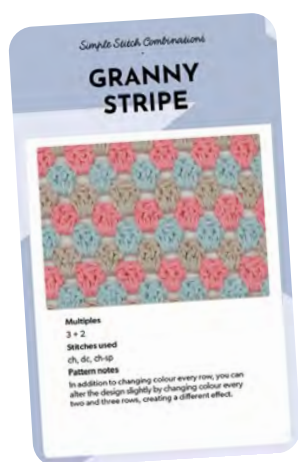 Simple Stitch Combinations
GRANNY
STRIPE
Multiples
3 + 2
Stitches used
ch, dc, ch-sp
Pattern notes
In addition to changing colour every row, you can
alter the design slightly by changing colour every
two and three rows, creating a different effect.